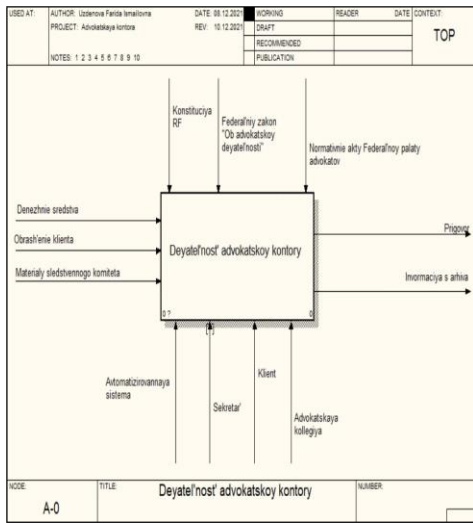 USED AT:
AUTHOR: Uzdenova Farida Ismailovna
DATE: 08.12.2021
PROJECT: Advokatskaya kontora
REV: 10.12.2021
NOTES: 1 2 3 4 5 6 7 8 9 10
WORKING
DRAFT
RECOMMENDED
PUBLICATION
READER
DATE
CONTEXT:
TOP
Konstituciya
RF
Federal'niy zakon
"Ob advokatskoy
deyatel'nosti"
Normativnie akty Federal'noy palaty
advokatov
Denezhnie sredstva
Obrash'enie klienta
Materialy sledstvennogo komiteta
Deyatel'nost' advokatskoy kontory
0 ?
0
Prigovor
Invormaciya s arhiva
Avtomatizirovannaya
sistema
Sekretar'
Klient
Advokatskaya
kollegiya
NODE:
A-0
TITLE:
Deyatel'nost' advokatskoy kontory
NUMBER: